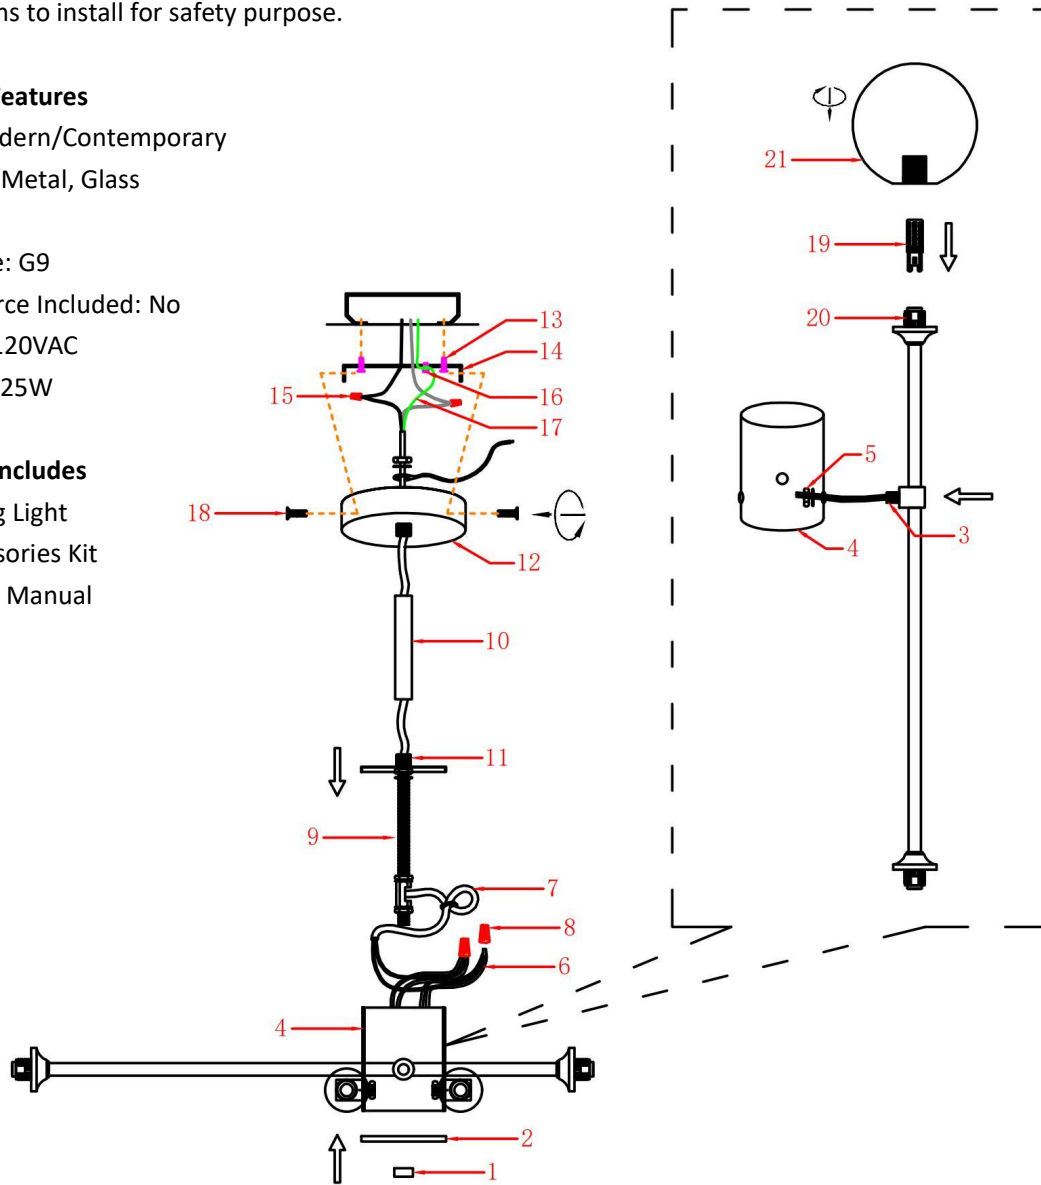 ns to install for safety purpose.
eatures
dern/Contemporary
Metal, Glass
e: G9
rce Included: No
120VAC
25W
ncludes
g Light
sories Kit
Manual
13
14
15
16
17
18
12
10
11
9
7
8
6
4
2
1
21
19
20
5
3
4